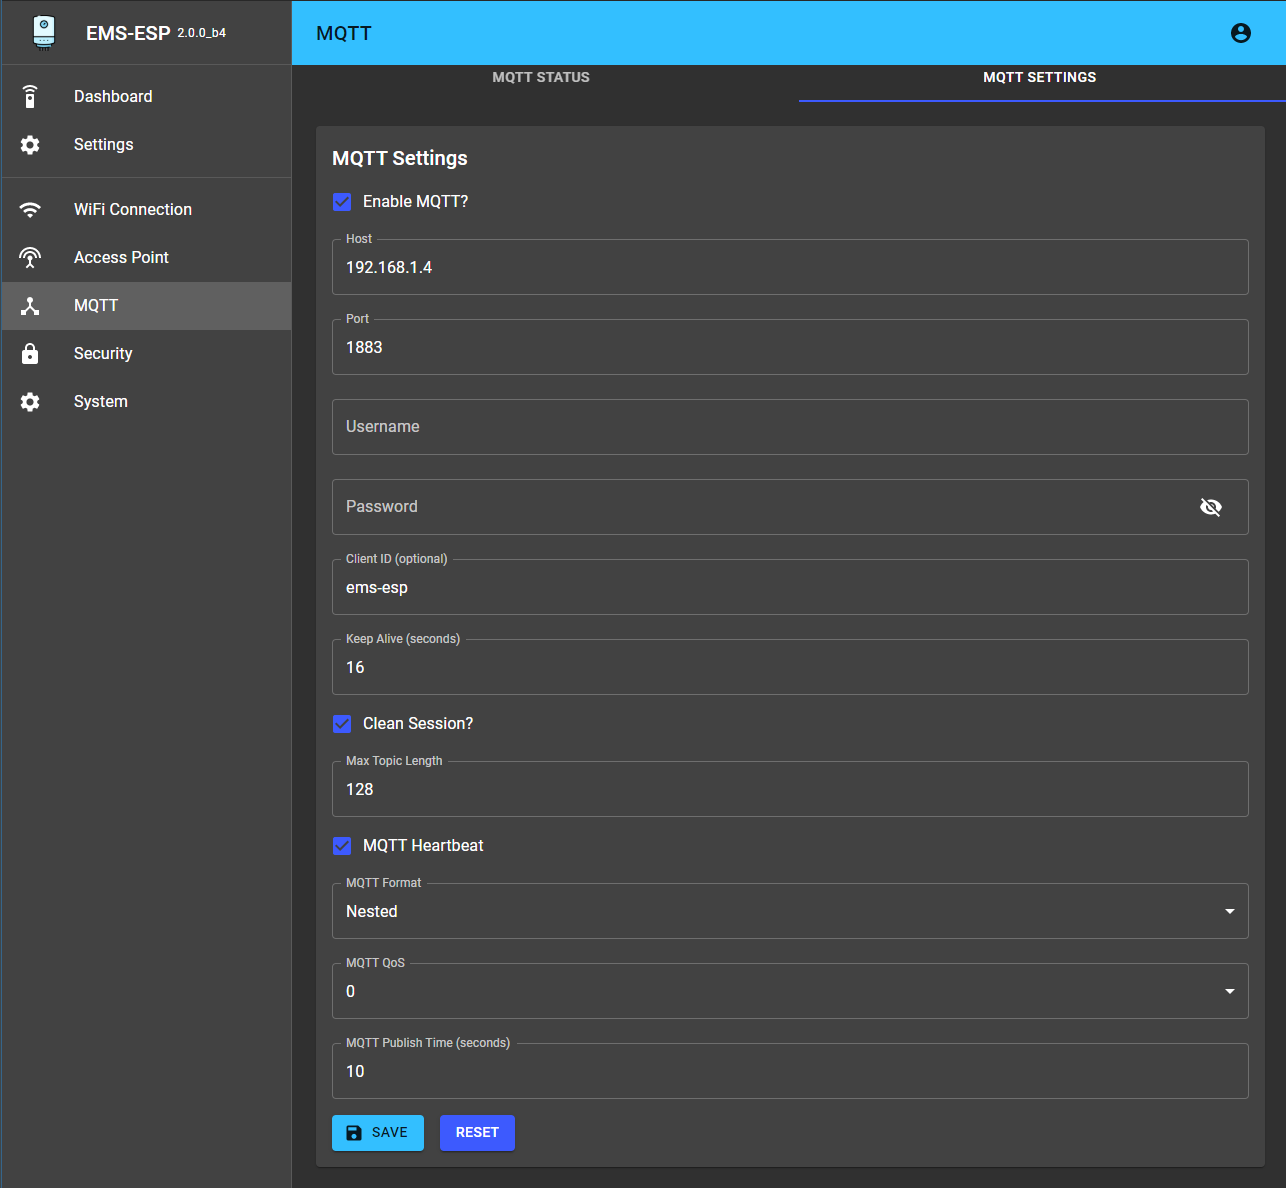 EMS-ESP 2.0.0_b4
MQTT
Dashboard
Settings
WiFi Connection
Access Point
MQTT
Security
System
MQTT STATUS
MQTT SETTINGS
MQTT Settings
Enable MQTT?
Host
192.168.1.4
Port
1883
Username
Password
Client ID (optional)
ems-esp
Keep Alive (seconds)
16
Clean Session?
Max Topic Length
128
MQTT Heartbeat
MQTT Format
Nested
MQTT QoS
0
MQTT Publish Time (seconds)
10
SAVE
RESET